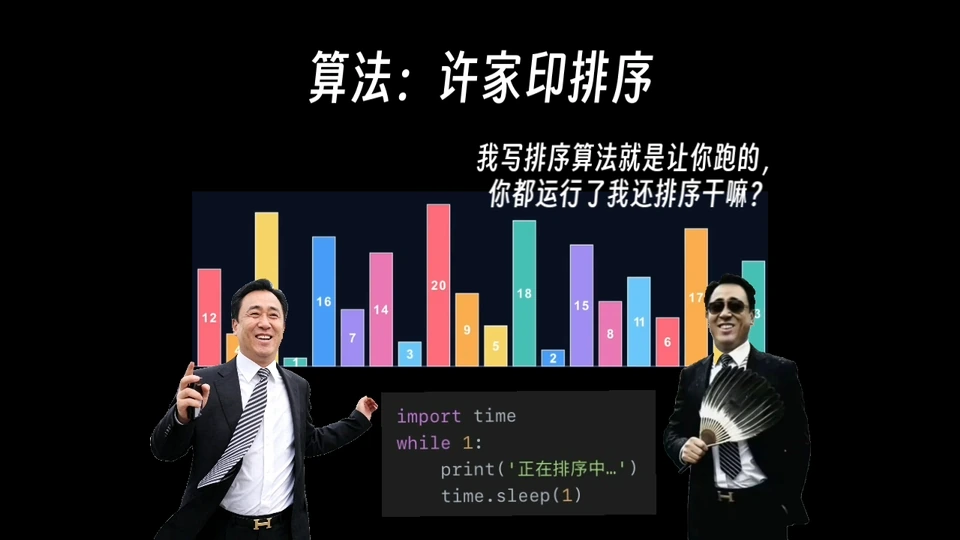 算法：许家印排序
我写排序算法就是让你跑的，
你都运行了我还排序干嘛？
12
16
7
14
3
20
9
5
18
2
15
8
11
6
17
1
import time
while 1:
print('正在排序中…')
time.sleep(1)